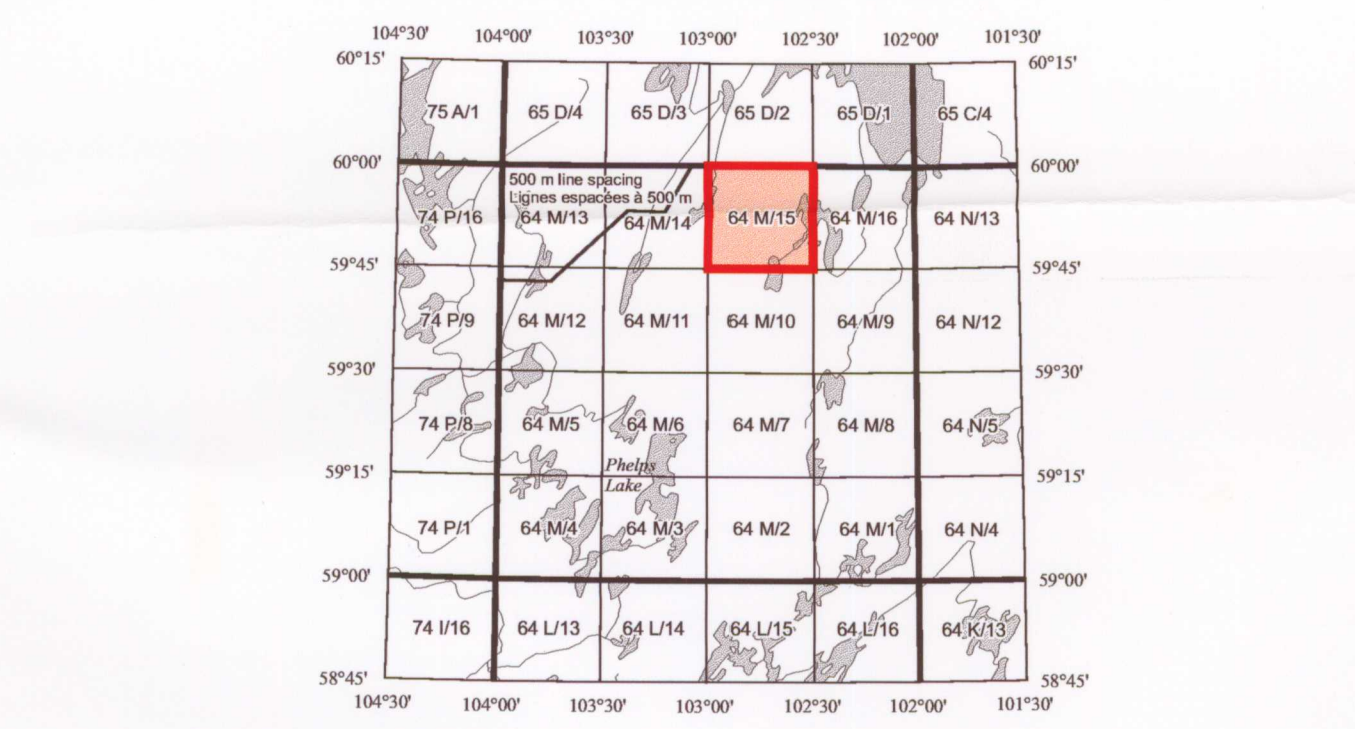 104°30' 104°00' 103°30' 103°00' 102°30' 102°00' 101°30'
60°15' 60°15'
75 A/1 65 D/4 65 D/3 65 D/2 65 D/1 65 C/4
60°00' 60°00'
500 m line spacing
Lignes espacées à 500 m
74 P/16 64 M/13 64 M/14 64 M/15 64 M/16 64 N/13
59°45' 59°45'
74 P/9 64 M/12 64 M/11 64 M/10 64 M/9 64 N/12
59°30' 59°30'
74 P/8 64 M/5 64 M/6 64 M/7 64 M/8 64 N/5
Phelps
59°15' 59°15'
Lake
74 P/1 64 M/4 64 M/3 64 M/2 64 M/1 64 N/4
59°00' 59°00'
74 I/16 64 L/13 64 L/14 64 L/15 64 L/16 64 K/13
58°45' 58°45'
104°30' 104°00' 103°30' 103°00' 102°30' 102°00' 101°30'